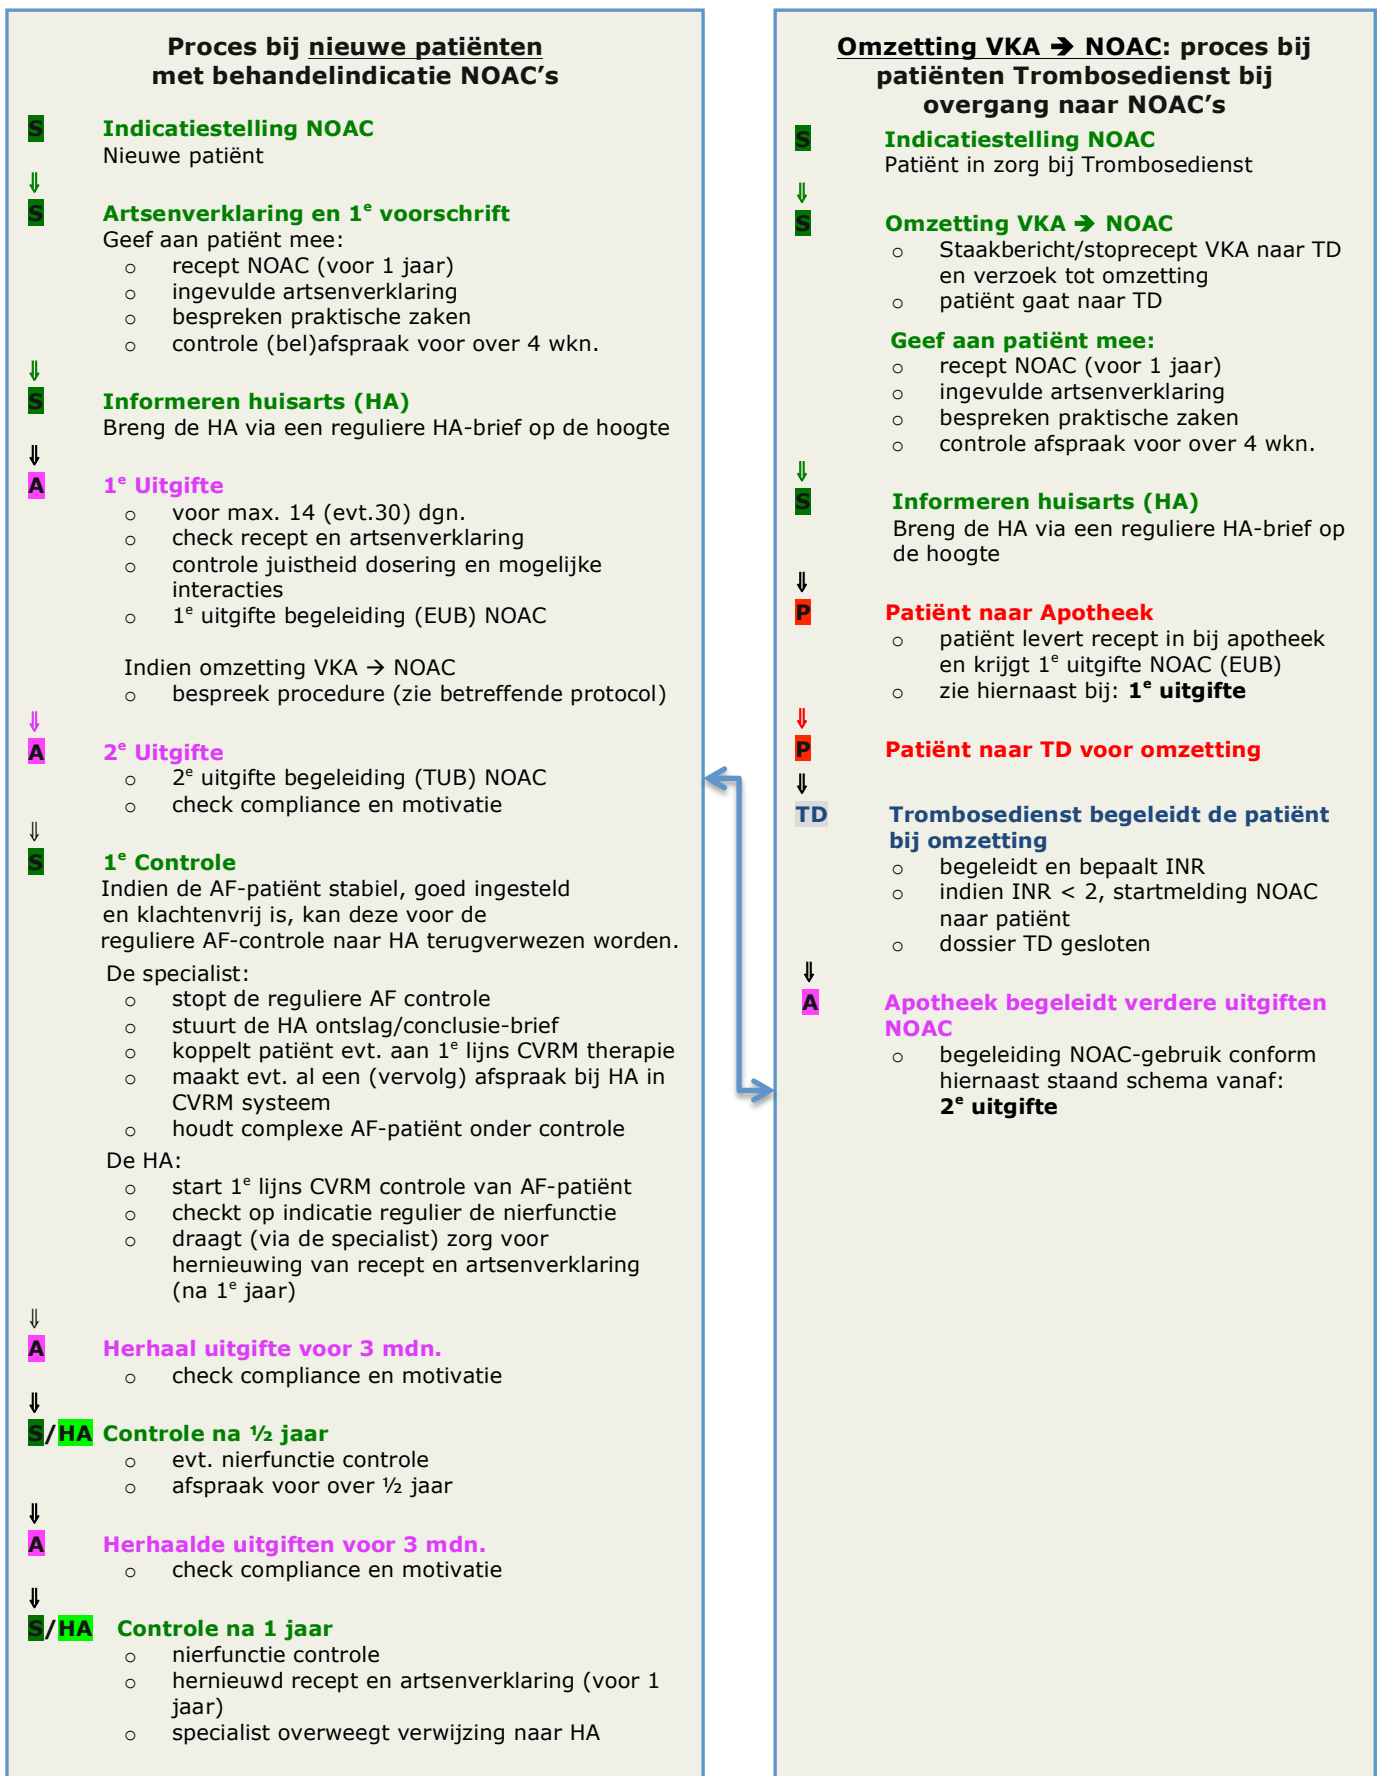 Proces bij nieuwe patiënten
met behandelindicatie NOAC's
S Indicatiestelling NOAC
Nieuwe patiënt
⇓
S Artsenverklaring en 1e voorschrift
Geef aan patiënt mee:
o recept NOAC (voor 1 jaar)
o ingevulde artsenverklaring
o bespreken praktische zaken
o controle (bel)afspraak voor over 4 wkn.
⇓
S Informeren huisarts (HA)
Breng de HA via een reguliere HA-brief op de hoogte
⇓
A 1e Uitgifte
o voor max. 14 (evt.30) dgn.
o check recept en artsenverklaring
o controle juistheid dosering en mogelijke
interacties
o 1e uitgifte begeleiding (EUB) NOAC
Indien omzetting VKA → NOAC
o bespreek procedure (zie betreffende protocol)
⇓
A 2e Uitgifte
o 2e uitgifte begeleiding (TUB) NOAC
o check compliance en motivatie
⇓
S 1e Controle
Indien de AF-patiënt stabiel, goed ingesteld
en klachtenvrij is, kan deze voor de
reguliere AF-controle naar HA terugverwezen worden.
De specialist:
o stopt de reguliere AF controle
o stuurt de HA ontslag/conclusie-brief
o koppelt patiënt evt. aan 1e lijns CVRM therapie
o maakt evt. al een (vervolg) afspraak bij HA in
CVRM systeem
o houdt complexe AF-patiënt onder controle
De HA:
o start 1e lijns CVRM controle van AF-patiënt
o checkt op indicatie regulier de nierfunctie
o draagt (via de specialist) zorg voor
hernieuwing van recept en artsenverklaring
(na 1e jaar)
⇓
A Herhaal uitgifte voor 3 mdn.
o check compliance en motivatie
⇓
S/HA Controle na ½ jaar
o evt. nierfunctie controle
o afspraak voor over ½ jaar
⇓
A Herhaalde uitgiften voor 3 mdn.
o check compliance en motivatie
⇓
S/HA Controle na 1 jaar
o nierfunctie controle
o hernieuwd recept en artsenverklaring (voor 1
jaar)
o specialist overweegt verwijzing naar HA
Omzetting VKA ➔ NOAC: proces bij
patiënten Trombosedienst bij
overgang naar NOAC's
S Indicatiestelling NOAC
Patiënt in zorg bij Trombosedienst
⇓
S Omzetting VKA ➔ NOAC
o Staakbericht/stoprecept VKA naar TD
en verzoek tot omzetting
o patiënt gaat naar TD
Geef aan patiënt mee:
o recept NOAC (voor 1 jaar)
o ingevulde artsenverklaring
o bespreken praktische zaken
o controle afspraak voor over 4 wkn.
⇓
S Informeren huisarts (HA)
Breng de HA via een reguliere HA-brief op
de hoogte
⇓
P Patiënt naar Apotheek
o patiënt levert recept in bij apotheek
en krijgt 1e uitgifte NOAC (EUB)
o zie hiernaast bij: 1e uitgifte
⇓
P Patiënt naar TD voor omzetting
⇓
TD Trombosedienst begeleidt de patiënt
bij omzetting
o begeleidt en bepaalt INR
o indien INR < 2, startmelding NOAC
naar patiënt
o dossier TD gesloten
⇓
A Apotheek begeleidt verdere uitgiften
NOAC
o begeleiding NOAC-gebruik conform
hiernaast staand schema vanaf:
2e uitgifte